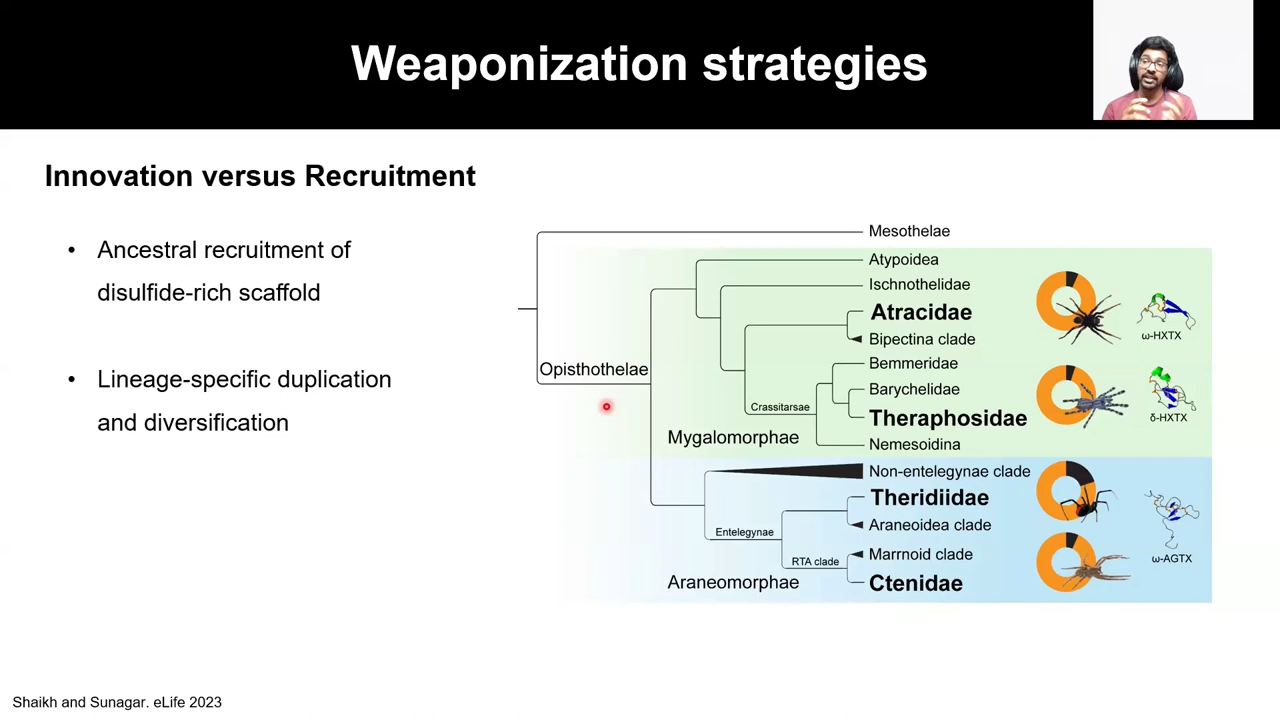 Weaponization strategies
Innovation versus Recruitment
• Ancestral recruitment of
disulfide-rich scaffold
• Lineage-specific duplication
and diversification
Mesothelae
Atypoidea
Ischnothelidae
Atracidae
Bipectina clade
Bemmeridae
Barychelidae
Theraphosidae
Nemesoidina
Opisthothelae
Crassitarsae
Mygalomorphae
Non-entelegynae clade
Theridiidae
Araneoidea clade
Marrnoid clade
Ctenidae
Entelegynae
RTA clade
Araneomorphae
ω-HXTX
δ-HXTX
ω-AGTX
Shaikh and Sunagar. eLife 2023